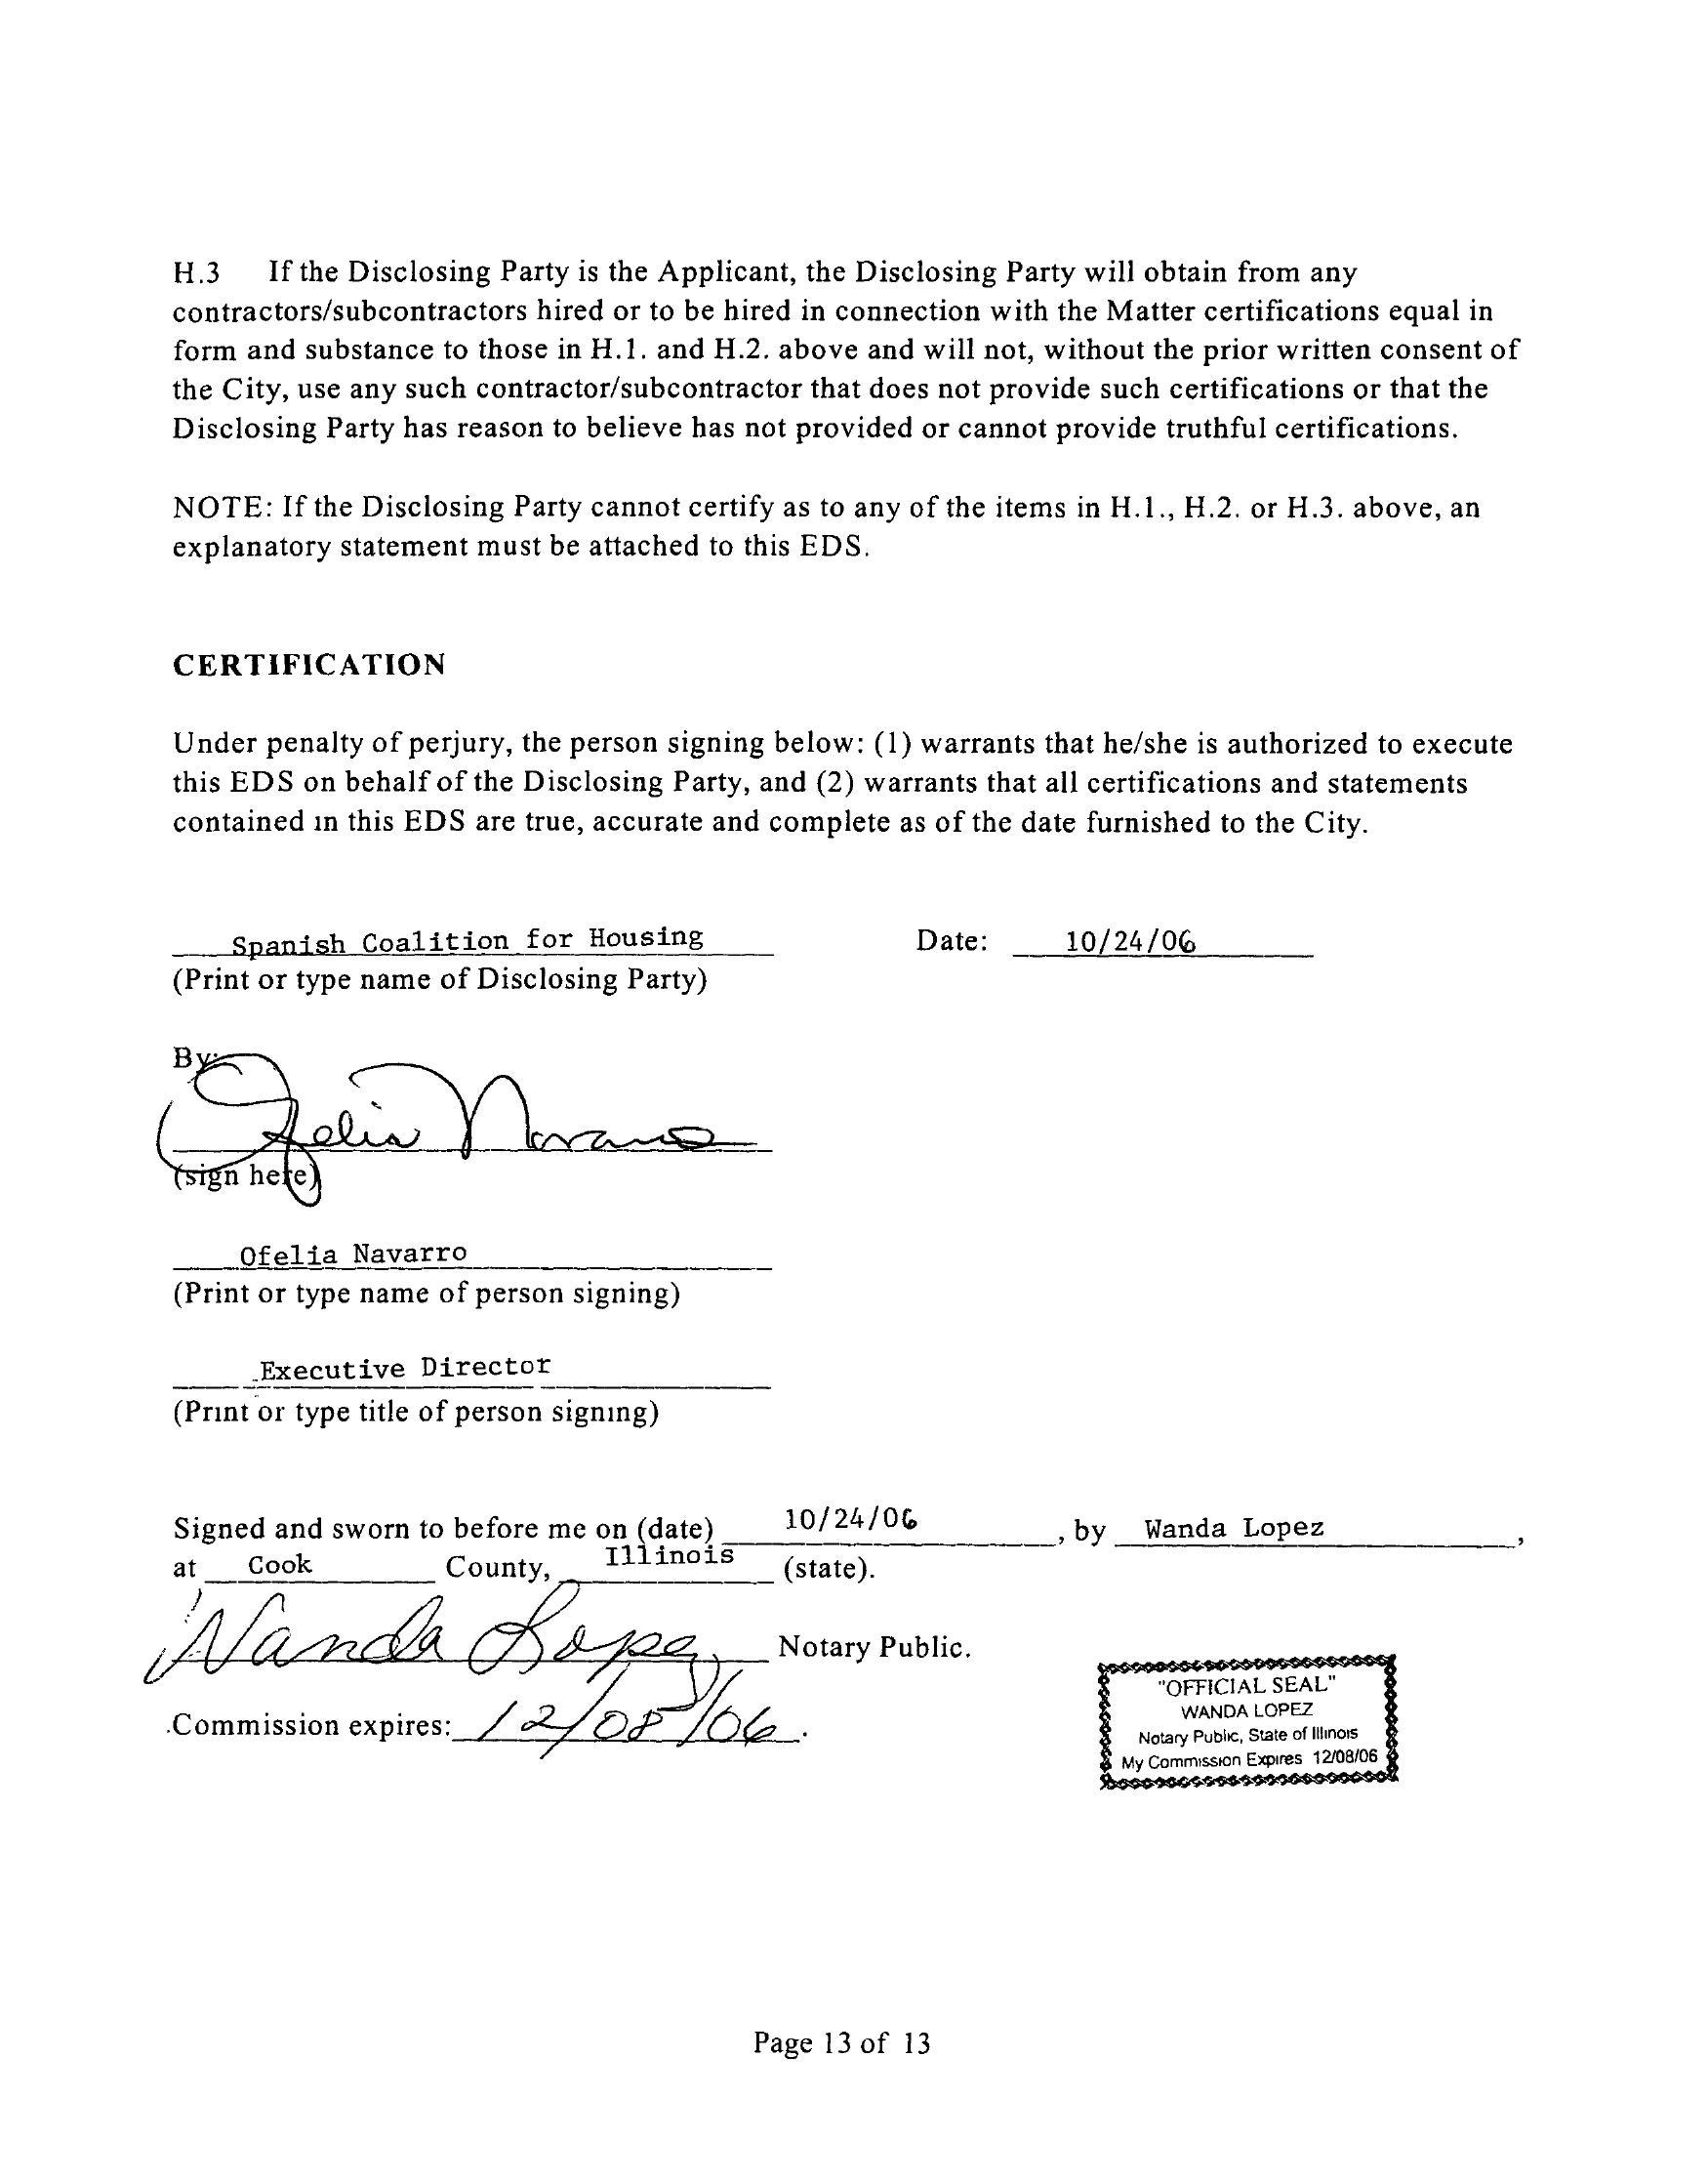 H.3 If the Disclosing Party is the Applicant, the Disclosing Party will obtain from any
contractors/subcontractors hired or to be hired in connection with the Matter certifications equal in
form and substance to those in H.1. and H.2. above and will not, without the prior written consent of
the City, use any such contractor/subcontractor that does not provide such certifications or that the
Disclosing Party has reason to believe has not provided or cannot provide truthful certifications.
NOTE: If the Disclosing Party cannot certify as to any of the items in H.1., H.2. or H.3. above, an
explanatory statement must be attached to this EDS.
CERTIFICATION
Under penalty of perjury, the person signing below: (1) warrants that he/she is authorized to execute
this EDS on behalf of the Disclosing Party, and (2) warrants that all certifications and statements
contained in this EDS are true, accurate and complete as of the date furnished to the City.
Spanish Coalition for Housing Date: 10/24/06
(Print or type name of Disclosing Party)
By:
Ofelia Navarro
(sign here)
Ofelia Navarro
(Print or type name of person signing)
Executive Director
(Print or type title of person signing)
Signed and sworn to before me on (date) 10/24/06, by Wanda Lopez,
at Cook County, Illinois (state).
Wanda Lopez Notary Public.
Commission expires: 12/08/06.
"OFFICIAL SEAL"
WANDA LOPEZ
Notary Public, State of Illinois
My Commission Expires 12/08/06
Page 13 of 13